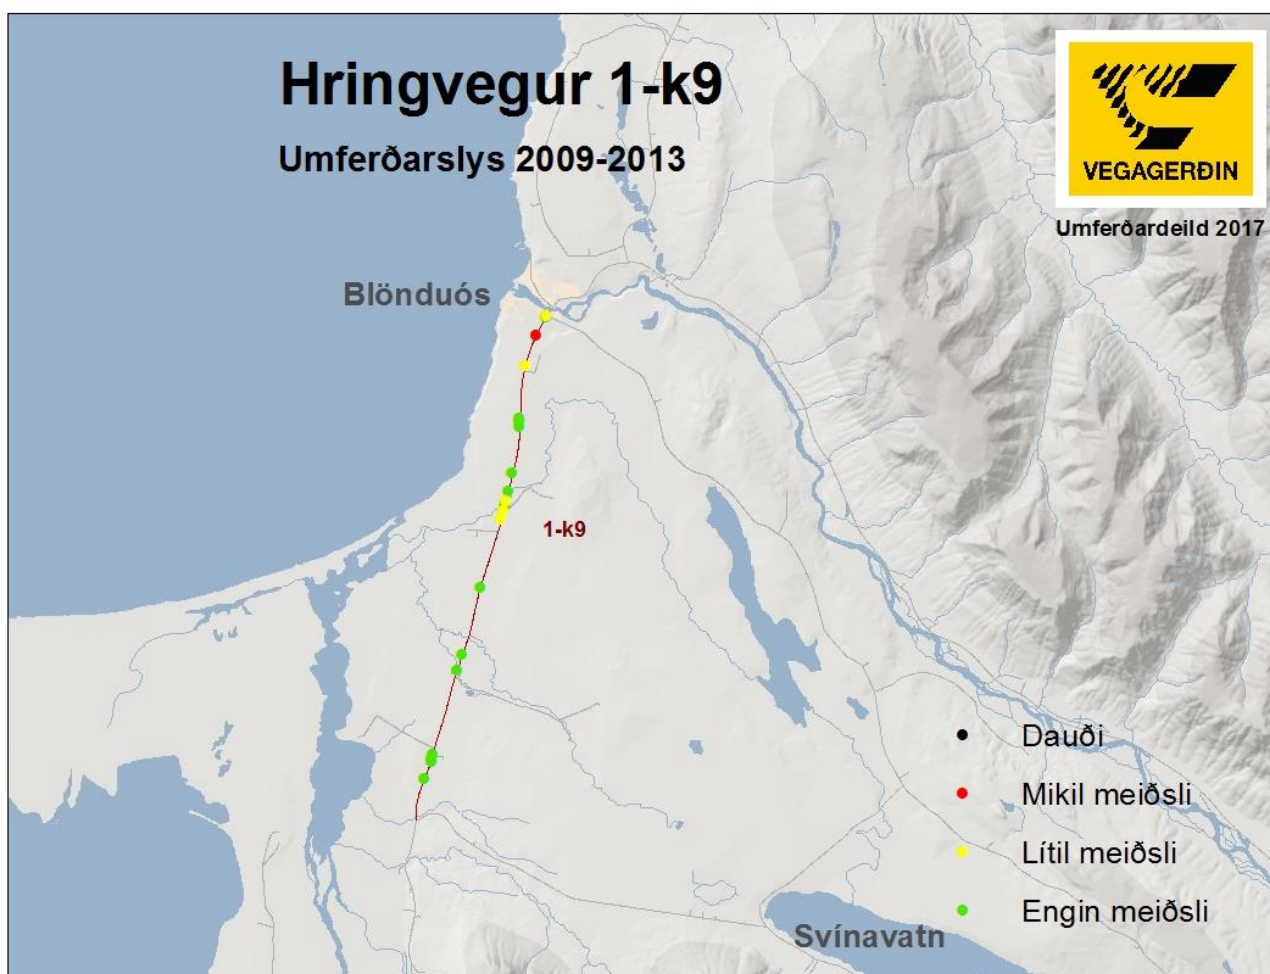 Hringvegur 1-k9
Umferðarslys 2009-2013
VEGAGERÐIN
Umferðardeild 2017
Blönduós
1-k9
Dauði
Mikil meiðsli
Lítil meiðsli
Engin meiðsli
Svínavatn